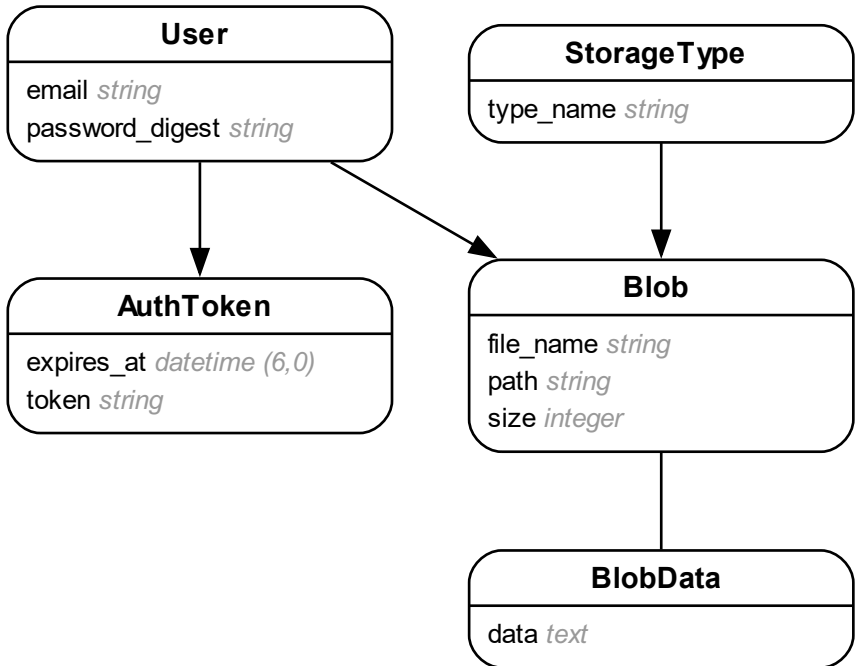 User
email string
password_digest string
StorageType
type_name string
AuthToken
expires_at datetime (6,0)
token string
Blob
file_name string
path string
size integer
BlobData
data text